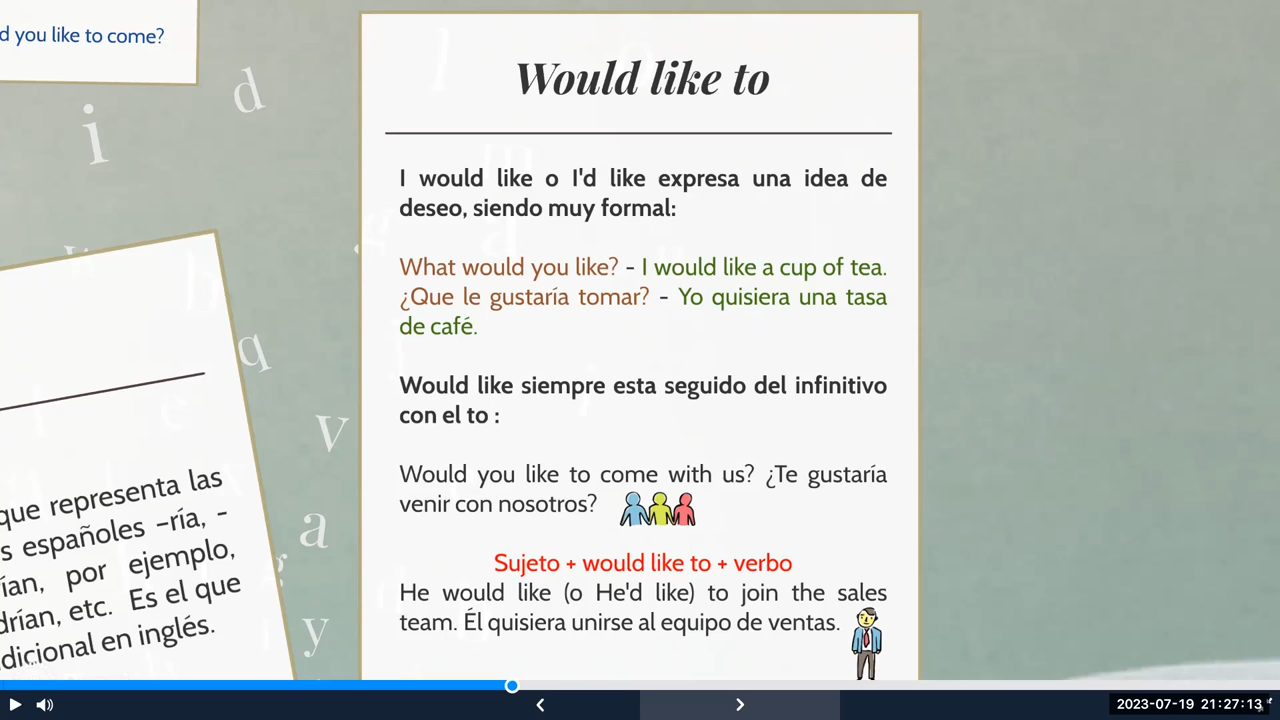 d you like to come?
Would like to
I would like o I'd like expresa una idea de
deseo, siendo muy formal:
What would you like? - I would like a cup of tea.
¿Que le gustaría tomar? - Yo quisiera una tasa
de café.
Would like siempre esta seguido del infinitivo
con el to :
Would you like to come with us? ¿Te gustaría
venir con nosotros?
Sujeto + would like to + verbo
He would like (o He'd like) to join the sales
team. Él quisiera unirse al equipo de ventas.
que representa las
s españoles –ría, -
ían, por ejemplo,
drían, etc. Es el que
dicional en inglés.
i
d
q
v
a
y
2023-07-19 21:27:13